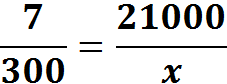 7/300 = 21000/x